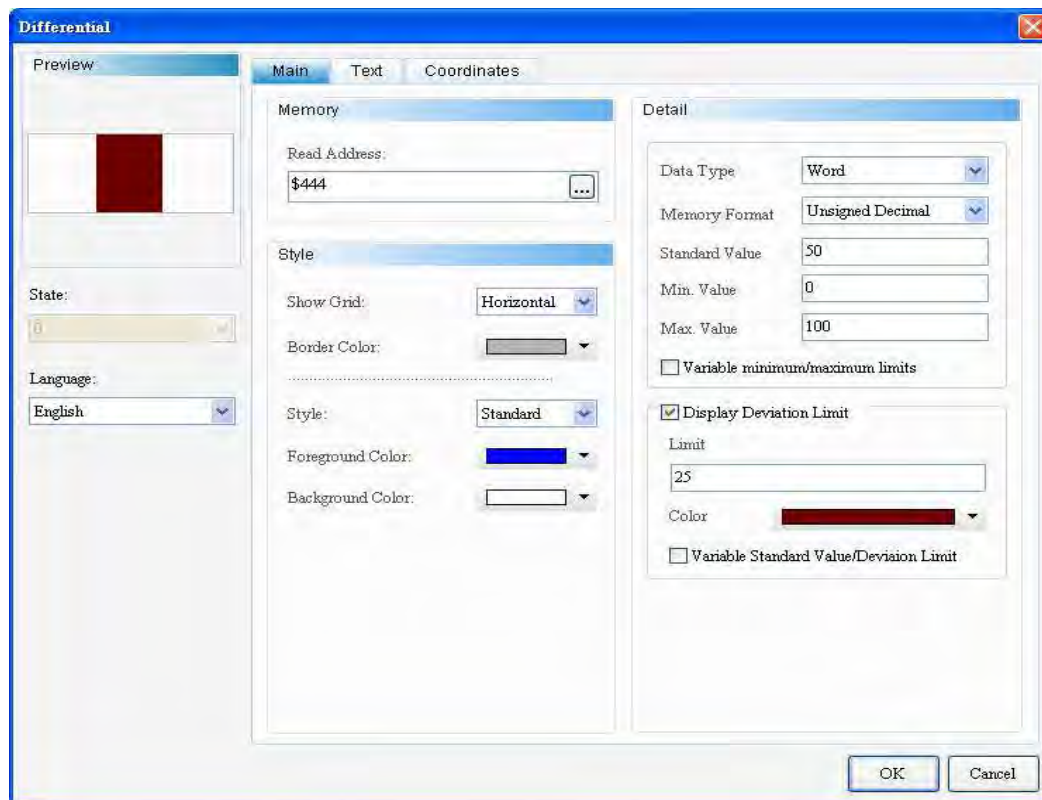 Differential
Preview
State:
0
Language:
English
Main Text Coordinates
Memory
Read Address:
$444
...
Style
Show Grid: Horizontal
Border Color:
Style: Standard
Foreground Color:
Background Color:
Detail
Data Type Word
Memory Format Unsigned Decimal
Standard Value 50
Min. Value 0
Max. Value 100
Variable minimum/maximum limits
Display Deviation Limit
Limit
25
Color
Variable Standard Value/Deviaion Limit
OK Cancel